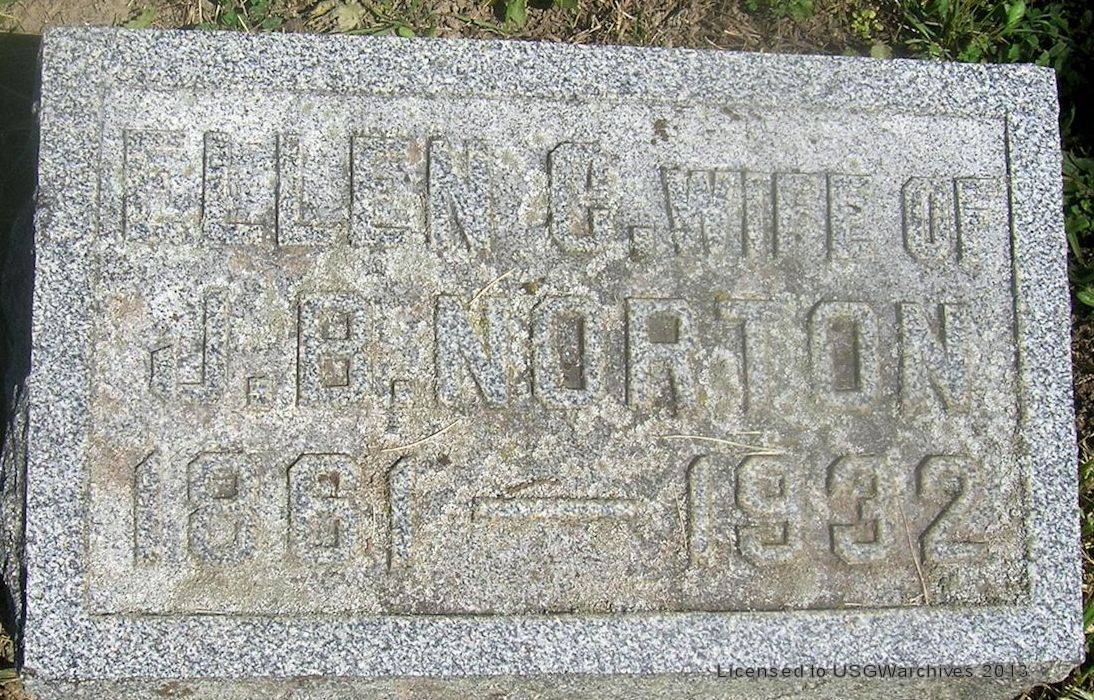 ELLEN G. WIFE OF
J. B. NORTON
1861 — 1932
Licensed to USGWarchives 2013